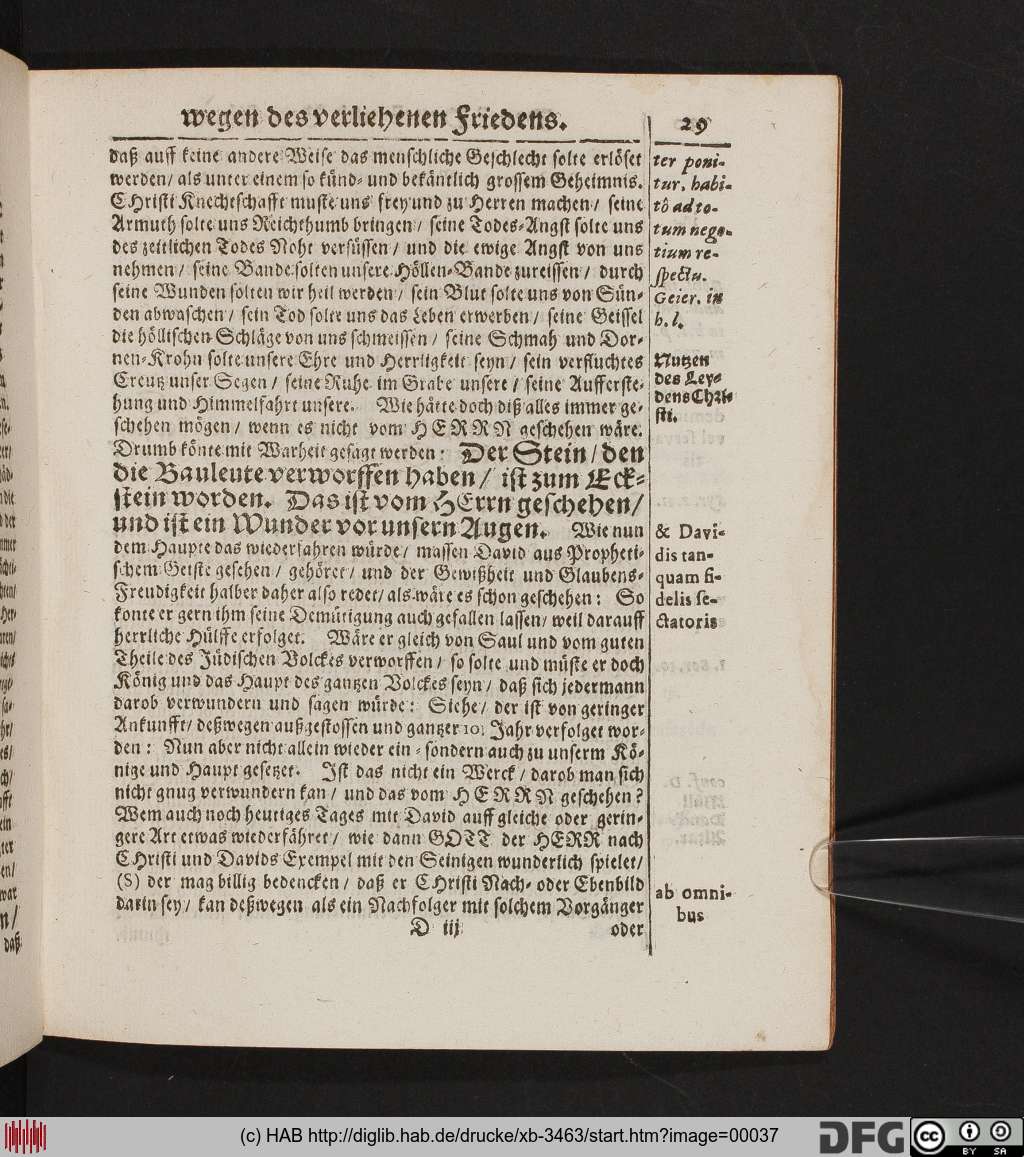 wegen des verliehenen Friedens.
29
daß auff keine andere Weise das menschliche Geschlecht solte erlöset
werden/ als unter einem so künd- und bekäntlich grossem Geheimnis.
CHristi Knechtschafft muste uns frey und zu Herren machen/ seine
Armuth solte uns Reichthumb bringen/ seine Todes-Angst solte uns
des zeitlichen Todes Noht versüssen/ und die ewige Angst von uns
nehmen/ seine Bande solten unsere Höllen-Bande zureissen/ durch
seine Wunden solten wir heil werden/ sein Blut solte uns von Sün-
den abwaschen/ sein Tod solte uns das Leben erwerben/ seine Geissel
die höllischen Schläge von uns schmeissen/ seine Schmah und Dor-
nen-Krohn solte unsere Ehre und Herrligkeit seyn/ sein verfluchtes
Creutz unser Segen/ seine Ruhe im Grabe unsere/ seine Aufferste-
hung und Himmelfahrt unsere. Wie hätte doch diß alles immer ge-
schehen mögen/ wenn es nicht vom HERRN geschehen wäre.
Drumb könte mit Warheit gesagt werden: Der Stein/ den
die Bauleute verworffen haben/ ist zum Eck-
stein worden. Das ist vom HErrn geschehen/
und ist ein Wunder vor unsern Augen. Wie nun
dem Haupte das wiederfahren würde/ massen David aus Propheti-
schem Geiste gesehen/ gehöret/ und der Gewißheit und Glaubens-
Freudigkeit halber daher also redet/ als wäre es schon geschehen: So
konte er gern ihm seine Demütigung auch gefallen lassen/ weil darauff
herrliche Hülffe erfolget. Wäre er gleich von Saul und vom guten
Theile des Jüdischen Volckes verworffen/ so solte und müste er doch
König und das Haupt des gantzen Volckes seyn/ daß sich jedermann
darob verwundern und sagen würde: Siehe/ der ist von geringer
Ankunfft/ deßwegen außgestossen und gantzer 10. Jahr verfolget wor-
den: Nun aber nicht allein wieder ein- sondern auch zu unserm Kö-
nige und Haupt gesetzet. Ist das nicht ein Werck/ darob man sich
nicht gnug verwundern kan/ und das vom HERRN geschehen?
Wem auch noch heutiges Tages mit David auff gleiche oder gerin-
gere Art etwas wiederfähret/ wie dann GOTT der HERR nach
CHristi und Davids Exempel mit den Seinigen wunderlich spielet/
(S) der mag billig bedencken/ daß er CHristi Nach- oder Ebenbild
darin sey/ kan deßwegen als ein Nachfolger mit solchem Vorgänger
D iij
oder
ter poni-
tur, habi-
tô ad to-
tum nego-
tium re-
spectu.
Geier. in
h. l.
Nutzen
des Ley-
dens Chri-
sti.
& Davi-
dis tan-
quam fi-
delis se-
ctatoris
ab omni-
bus
(c) HAB http://diglib.hab.de/drucke/xb-3463/start.htm?image=00037
DFG
cc
BY
SA